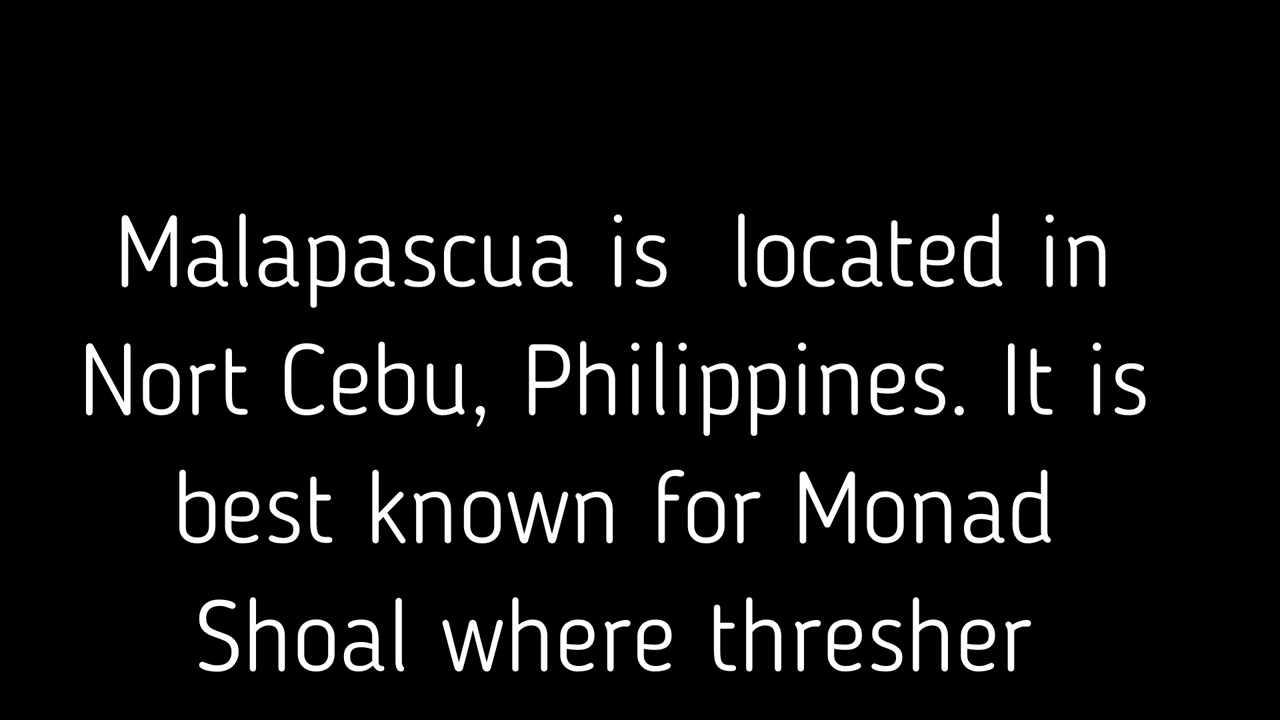 Malapascua is  located in
Nort Cebu, Philippines. It is
best known for Monad
Shoal where thresher